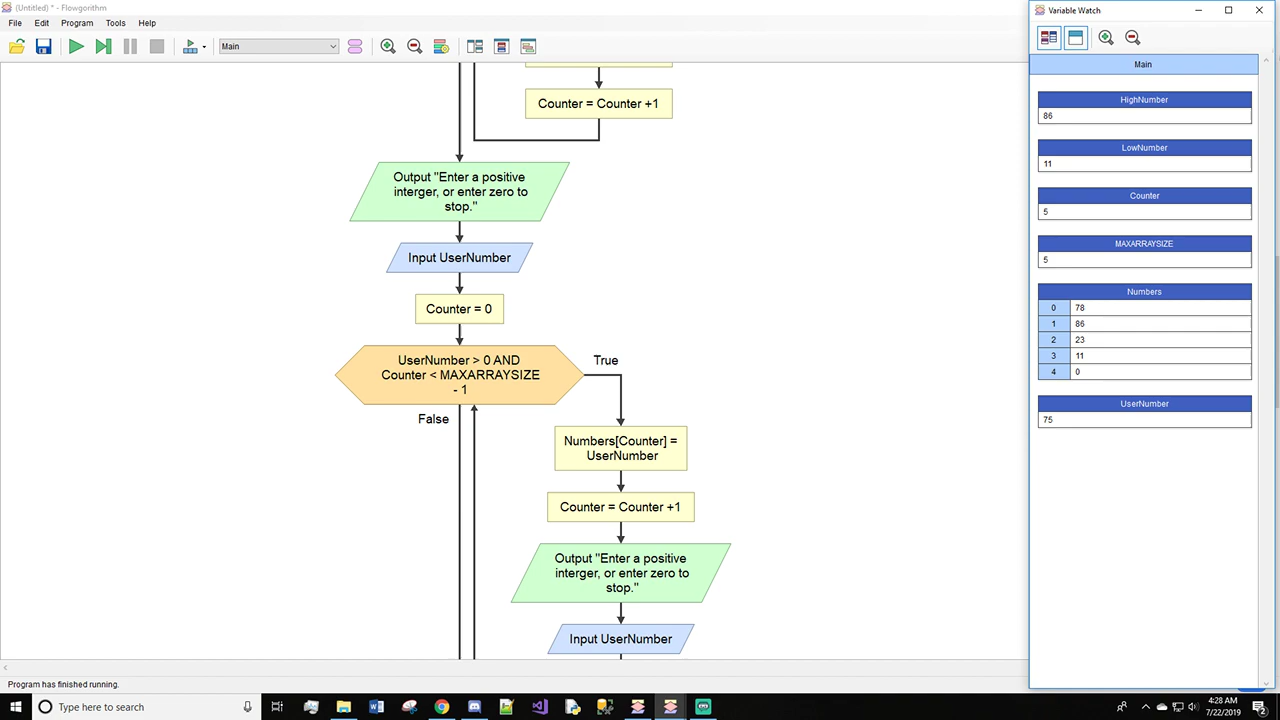 (Untitled) * - Flowgorithm
File Edit Program Tools Help
Main
Counter = Counter +1
Output "Enter a positive
interger, or enter zero to
stop."
Input UserNumber
Counter = 0
UserNumber > 0 AND
Counter < MAXARRAYSIZE
- 1
True
False
Numbers[Counter] =
UserNumber
Counter = Counter +1
Output "Enter a positive
interger, or enter zero to
stop."
Input UserNumber
Program has finished running.
Variable Watch
Main
HighNumber
86
LowNumber
11
Counter
5
MAXARRAYSIZE
5
Numbers
0 78
1 86
2 23
3 11
4 0
UserNumber
75
Type here to search
4:28 AM
7/22/2019
2